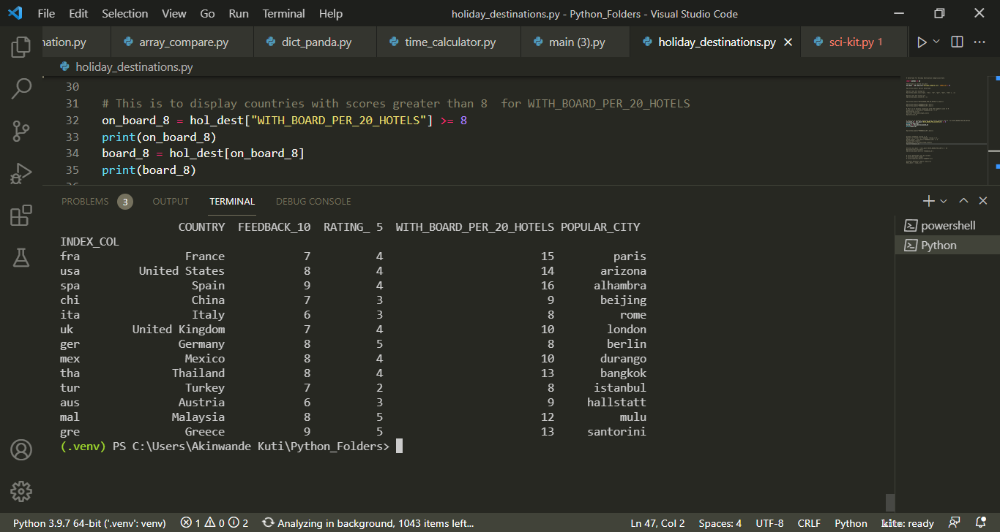 File Edit Selection View Go Run Terminal Help holiday_destinations.py - Python_Folders - Visual Studio Code
nation.py array_compare.py dict_panda.py time_calculator.py main (3).py holiday_destinations.py sci-kit.py 1
holiday_destinations.py
30
31 # This is to display countries with scores greater than 8  for WITH_BOARD_PER_20_HOTELS
32 on_board_8 = hol_dest["WITH_BOARD_PER_20_HOTELS"] >= 8
33 print(on_board_8)
34 board_8 = hol_dest[on_board_8]
35 print(board_8)
PROBLEMS 3 OUTPUT TERMINAL DEBUG CONSOLE
COUNTRY FEEDBACK_10 RATING_ 5 WITH_BOARD_PER_20_HOTELS POPULAR_CITY
INDEX_COL
fra France 7 4 15 paris
usa United States 8 4 14 arizona
spa Spain 9 4 16 alhambra
chi China 7 3 9 beijing
ita Italy 6 3 8 rome
uk United Kingdom 7 4 10 london
ger Germany 8 5 8 berlin
mex Mexico 8 4 10 durango
tha Thailand 8 4 13 bangkok
tur Turkey 7 2 8 istanbul
aus Austria 6 3 9 hallstatt
mal Malaysia 8 5 12 mulu
gre Greece 9 5 13 santorini
(.venv) PS C:\Users\Akinwande Kuti\Python_Folders>
powershell
Python
Python 3.9.7 64-bit ('.venv': venv) 1 0 2 Analyzing in background, 1043 items left... Ln 47, Col 2 Spaces: 4 UTF-8 CRLF Python kite: ready